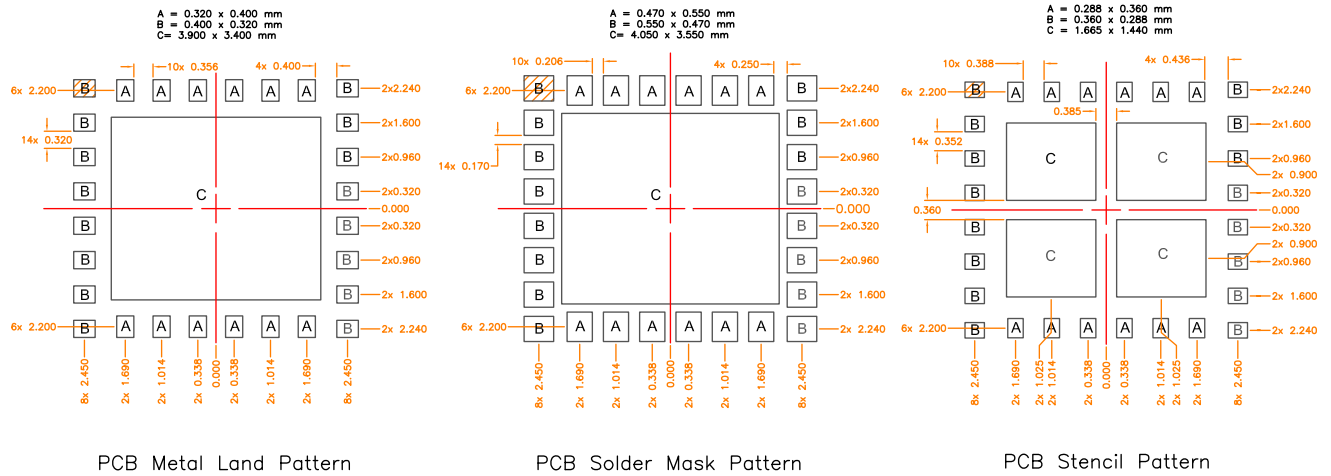 A = 0.320 x 0.400 mm
B = 0.400 x 0.320 mm
C= 3.900 x 3.400 mm
10x 0.356
4x 0.400
6x 2.200
B
A
A
A
A
A
A
B
2x2.240
B
B
2x1.600
14x 0.320
B
B
2x0.960
B
C
B
2x0.320
0.000
B
B
2x0.320
B
B
2x0.960
B
B
2x 1.600
6x 2.200
B
A
A
A
A
A
A
B
2x 2.240
8x 2.450
2x 1.690
2x 1.014
2x 0.338
0.000
2x 0.338
2x 1.014
2x 1.690
8x 2.450
PCB Metal Land Pattern
A = 0.470 x 0.550 mm
B = 0.550 x 0.470 mm
C= 4.050 x 3.550 mm
10x 0.206
4x 0.250
6x 2.200
B
A
A
A
A
A
A
B
2x2.240
B
B
2x1.600
14x 0.170
B
B
2x0.960
B
C
B
2x0.320
0.000
B
B
2x0.320
B
B
2x0.960
B
B
2x 1.600
6x 2.200
B
A
A
A
A
A
A
B
2x 2.240
8x 2.450
2x 1.690
2x 1.014
2x 0.338
0.000
2x 0.338
2x 1.014
2x 1.690
8x 2.450
PCB Solder Mask Pattern
A = 0.288 x 0.360 mm
B = 0.360 x 0.288 mm
C = 1.665 x 1.440 mm
10x 0.388
4x 0.436
6x 2.200
B
A
A
A
A
A
A
B
2x2.240
0.385
B
B
2x1.600
14x 0.352
B
C
C
B
2x0.960
2x 0.900
B
B
2x0.320
0.360
0.000
B
B
2x0.320
2x 0.900
B
C
C
B
2x0.960
B
B
2x 1.600
6x 2.200
B
A
A
A
A
A
A
B
2x 2.240
8x 2.450
2x 1.690
2x 1.025
2x 1.014
2x 0.338
0.000
2x 0.338
2x 1.014
2x 1.025
2x 1.690
8x 2.450
PCB Stencil Pattern